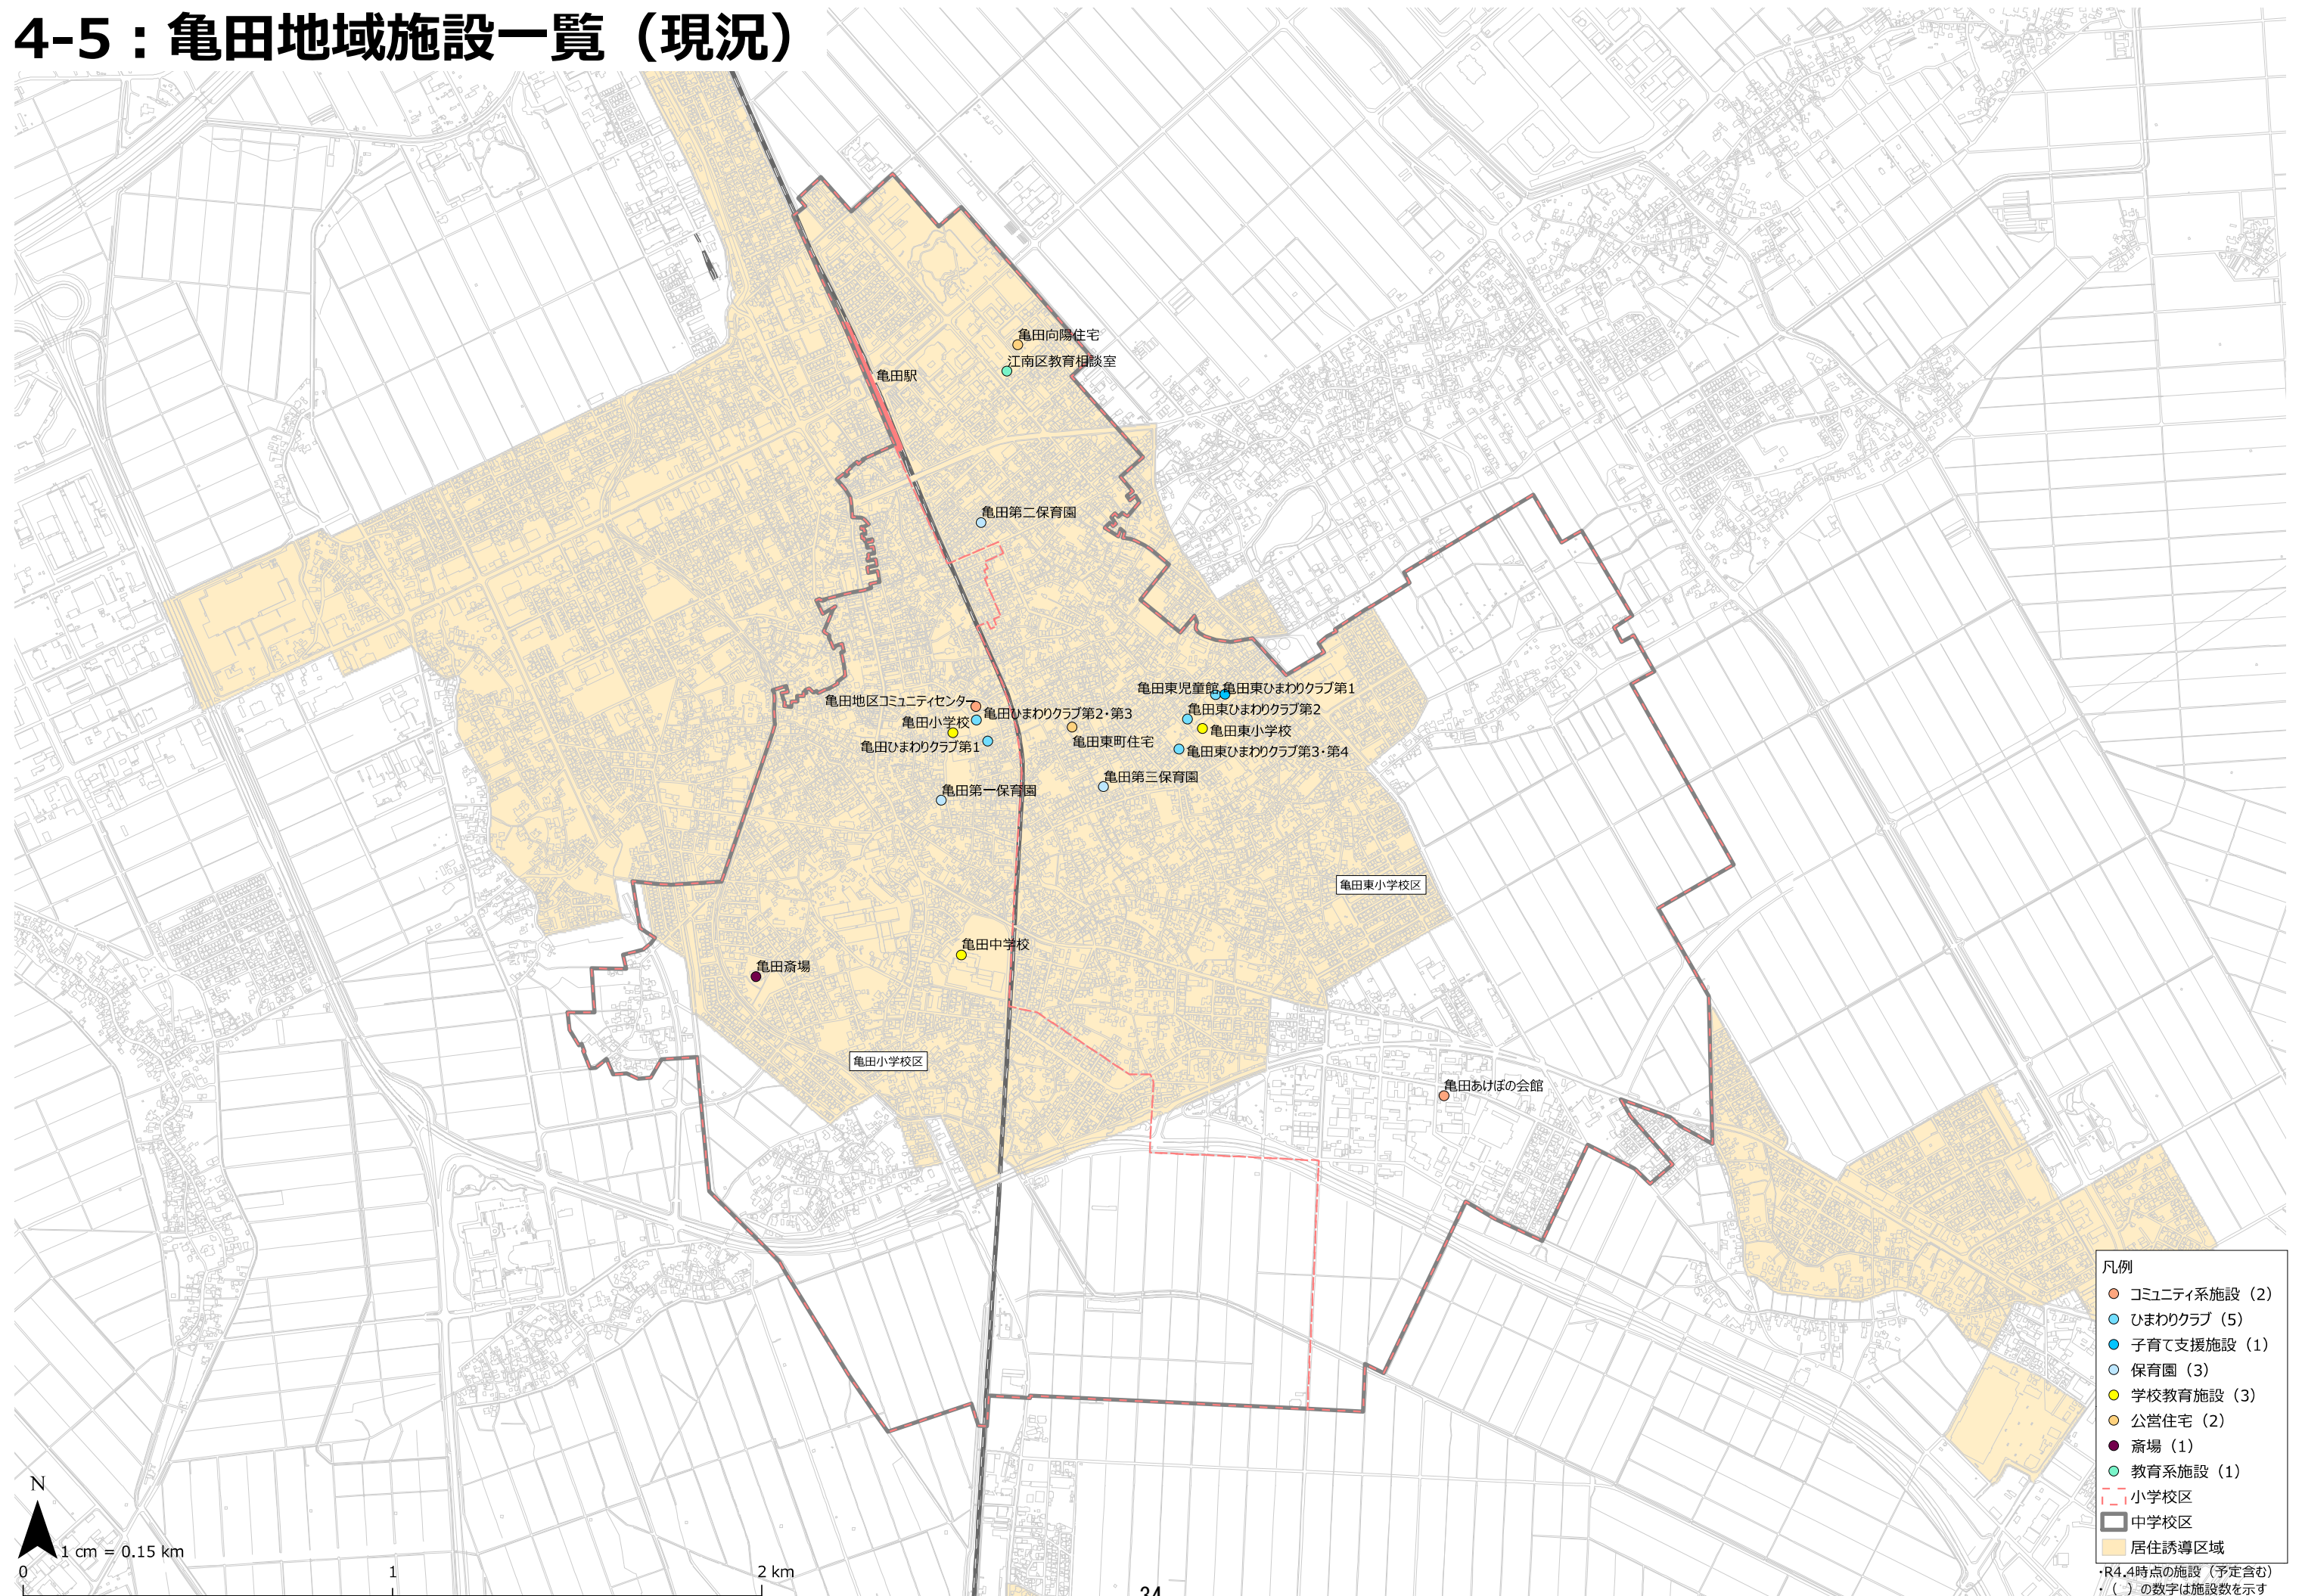 4-5：亀田地域施設一覧（現況）
亀田向陽住宅
江南区教育相談室
亀田駅
亀田第二保育園
亀田東児童館
亀田東ひまわりクラブ第1
亀田地区コミュニティセンター
亀田ひまわりクラブ第2・第3
亀田東ひまわりクラブ第2
亀田小学校
亀田東小学校
亀田ひまわりクラブ第1
亀田東町住宅
亀田東ひまわりクラブ第3・第4
亀田第三保育園
亀田第一保育園
亀田東小学校区
亀田中学校
亀田斎場
亀田小学校区
亀田あけぼの会館
凡例
コミュニティ系施設（2）
ひまわりクラブ（5）
子育て支援施設（1）
保育園（3）
学校教育施設（3）
公営住宅（2）
斎場（1）
教育系施設（1）
小学校区
中学校区
居住誘導区域
・R4.4時点の施設（予定含む）
・（ ）の数字は施設数を示す
N
1 cm = 0.15 km
0 1 2 km
34